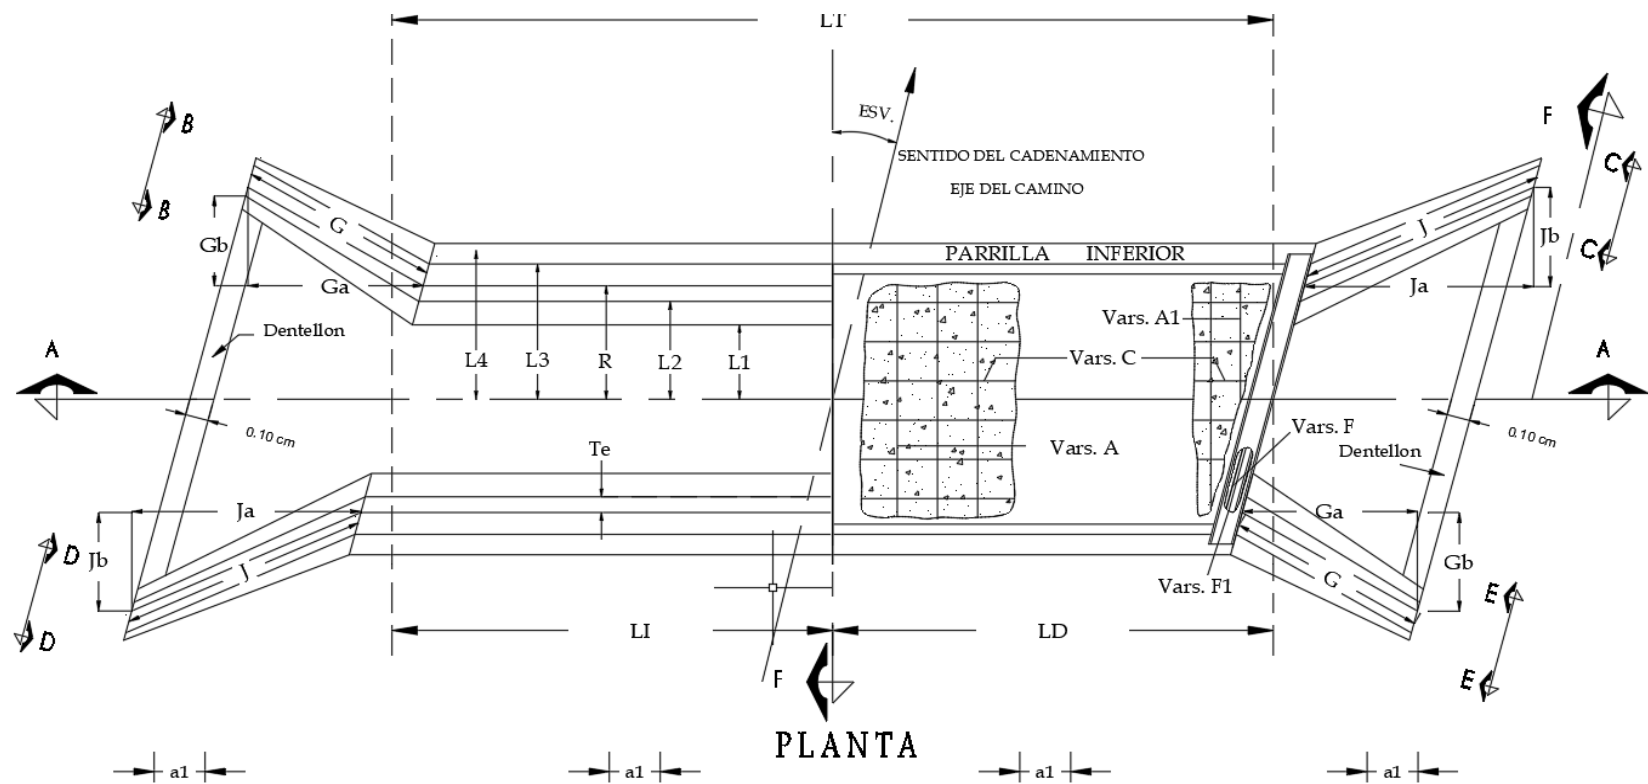 LT
ESV.
SENTIDO DEL CADENAMIENTO
EJE DEL CAMINO
B
B
F
C
C
G
Gb
Ga
J
Jb
Ja
PARRILLA INFERIOR
Dentellon
A
L4
L3
R
L2
L1
Vars. A1
Vars. C
A
0.10 cm
Te
Vars. A
Vars. F
Dentellon
0.10 cm
Ja
Jb
J
D
D
Ga
Gb
G
Vars. F1
E
E
LI
LD
F
PLANTA
a1
a1
a1
a1